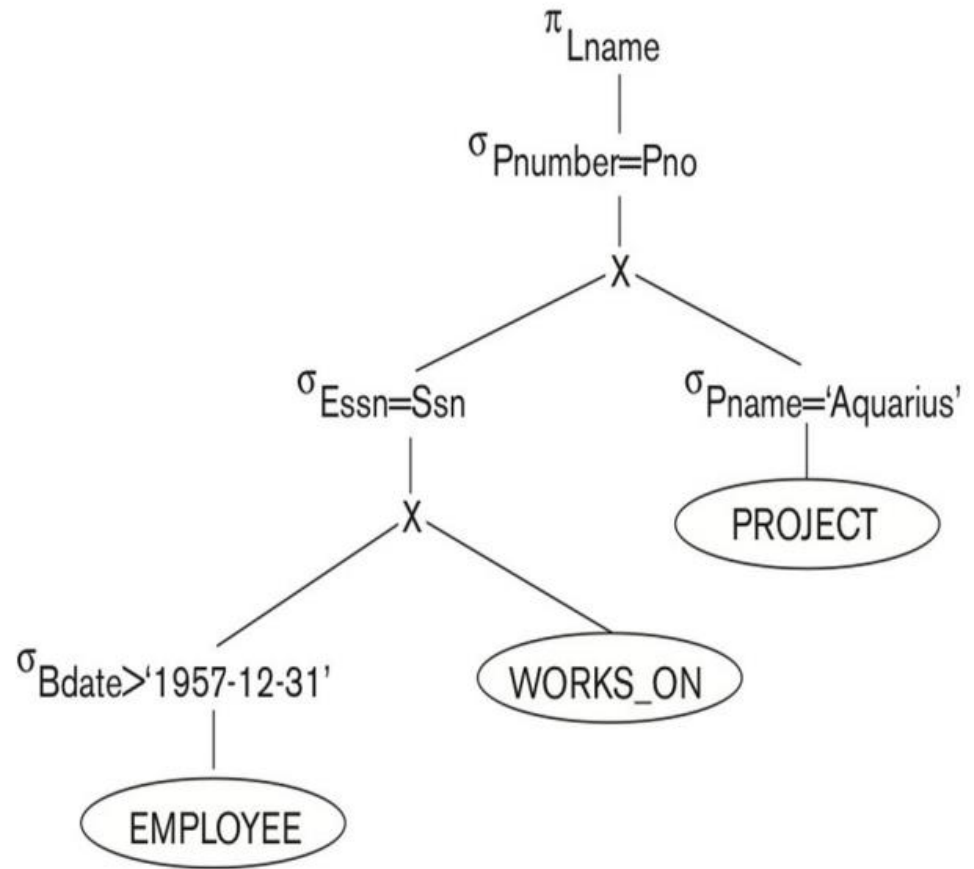 π Lname
σ Pnumber=Pno
X
σ Essn=Ssn
σ Pname=‘Aquarius’
X
PROJECT
σ Bdate>‘1957-12-31’
WORKS_ON
EMPLOYEE